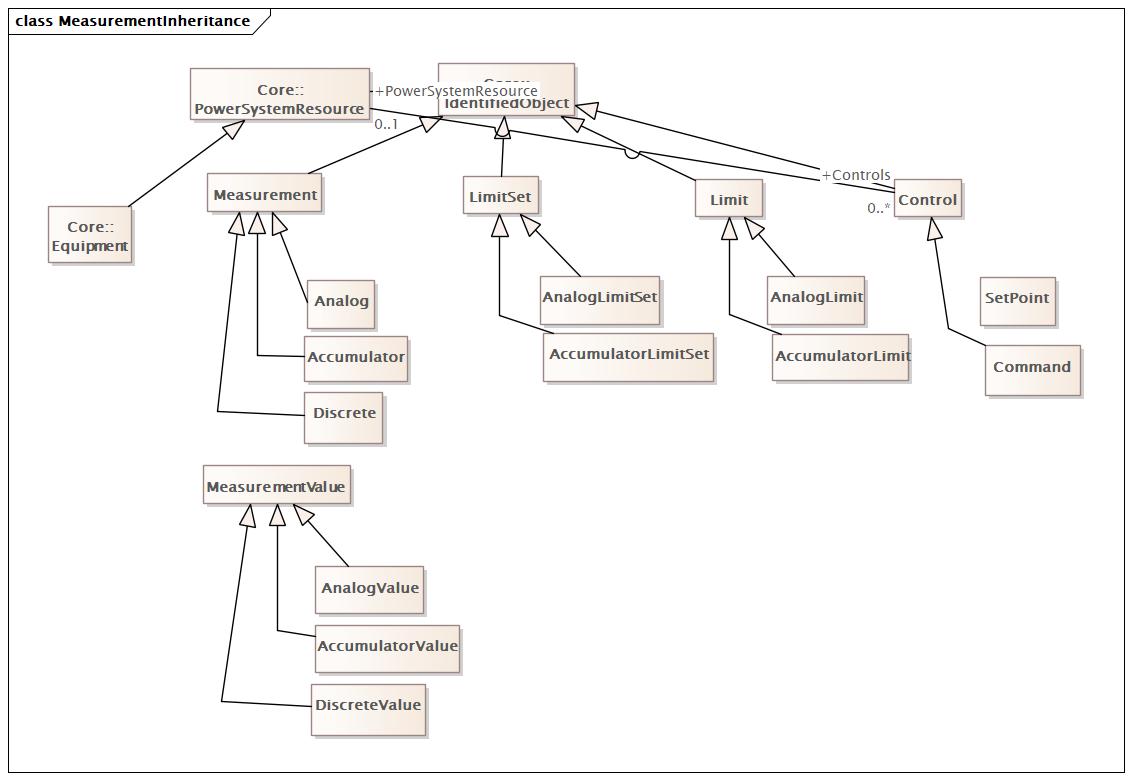 class MeasurementInheritance
Core::
PowerSystemResource
+PowerSystemResource
0..1
IdentifiedObject
Measurement
Core::
Equipment
LimitSet
Limit
+Controls
0..*
Control
Analog
Accumulator
Discrete
AnalogLimitSet
AccumulatorLimitSet
AnalogLimit
AccumulatorLimit
SetPoint
Command
MeasurementValue
AnalogValue
AccumulatorValue
DiscreteValue